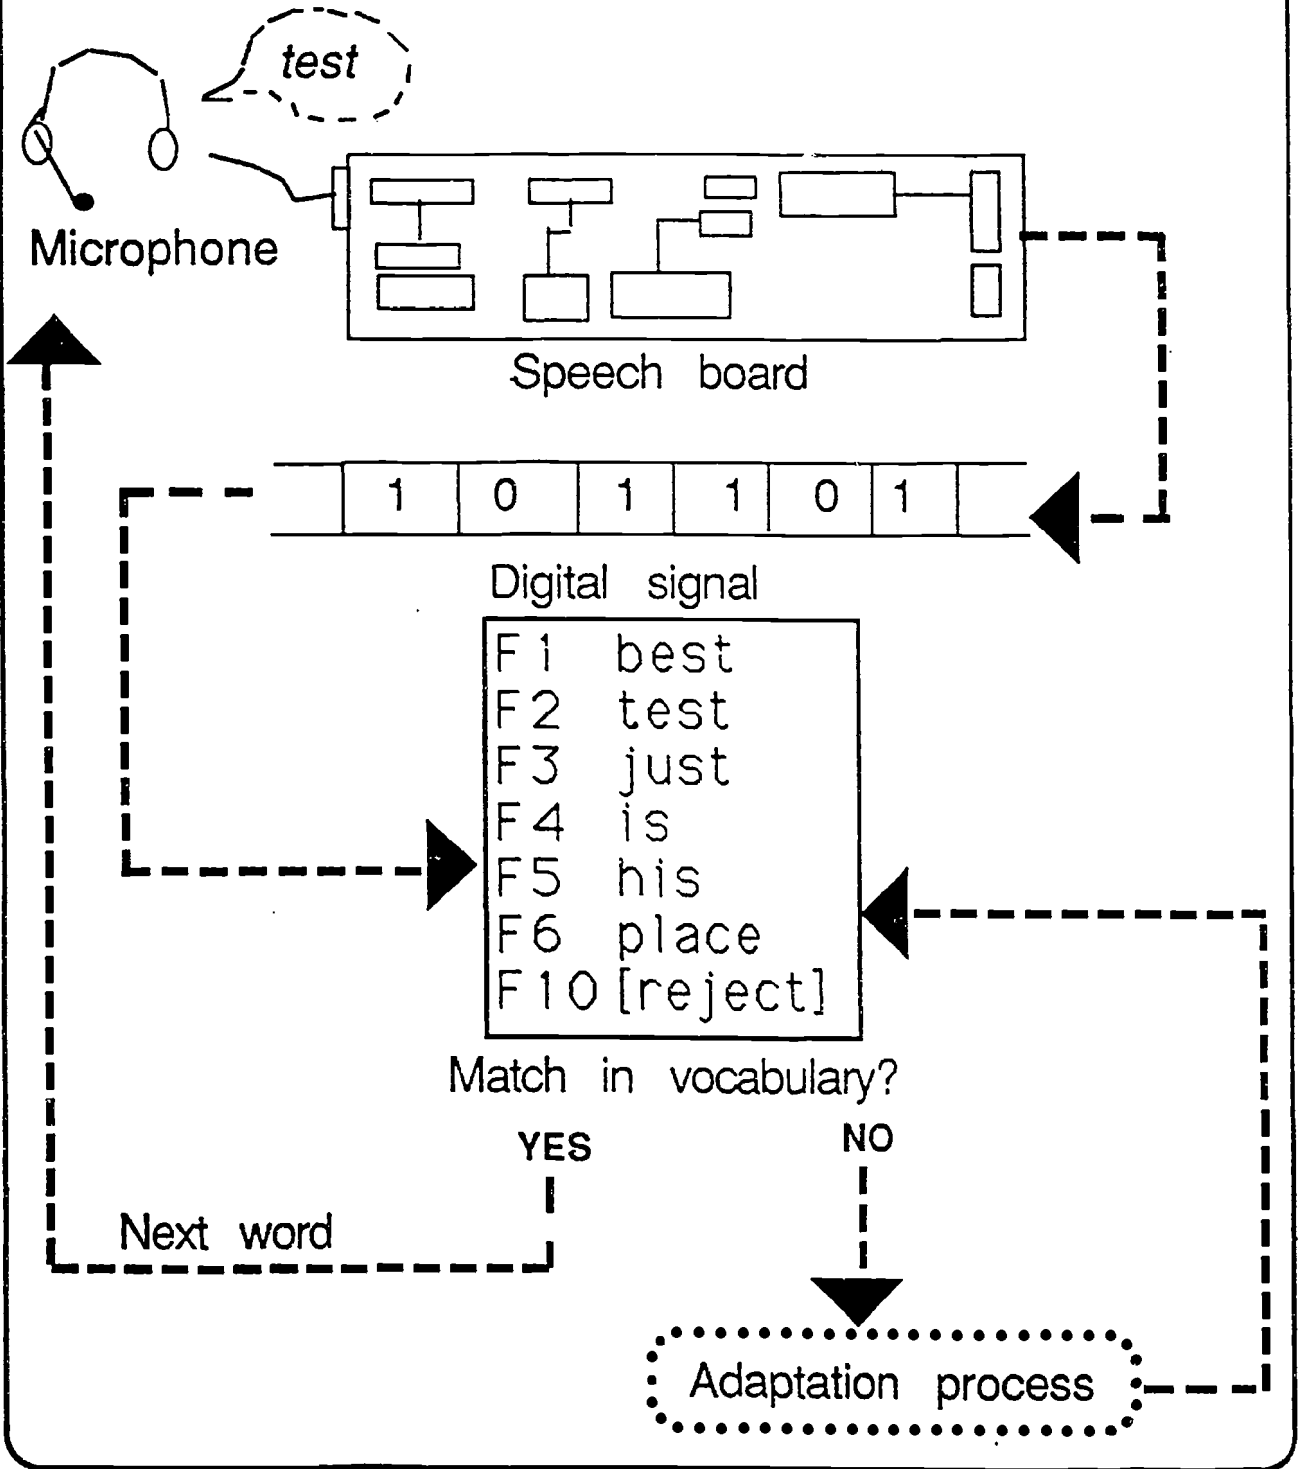 test
Microphone
Speech board
1 0 1 1 0 1
Digital signal
F1 best
F2 test
F3 just
F4 is
F5 his
F6 place
F10 [reject]
Match in vocabulary?
YES NO
Next word
Adaptation process